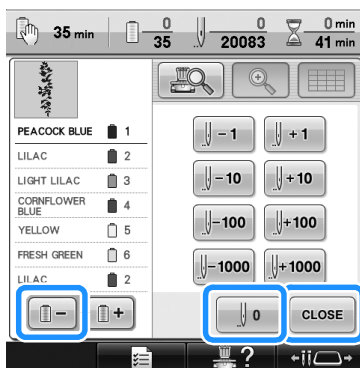 35 min
0
35
0
20083
0 min
41 min
PEACOCK BLUE 1
LILAC 2
LIGHT LILAC 3
CORNFLOWER
BLUE 4
YELLOW 5
FRESH GREEN 6
LILAC 2
-1
+1
-10
+10
-100
+100
-1000
+1000
-
+
0
CLOSE
?